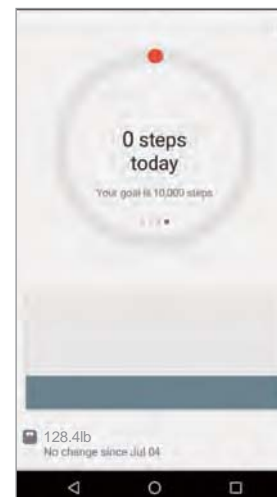 0 steps
today
Your goal is 10,000 steps
128.4lb
No change since Jul 04